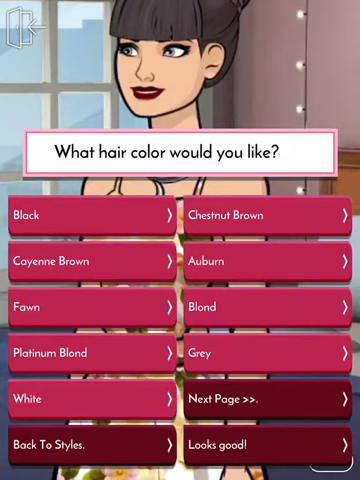 What hair color would you like?
Black
Chestnut Brown
Cayenne Brown
Auburn
Fawn
Blond
Platinum Blond
Grey
White
Next Page >>.
Back To Styles.
Looks good!